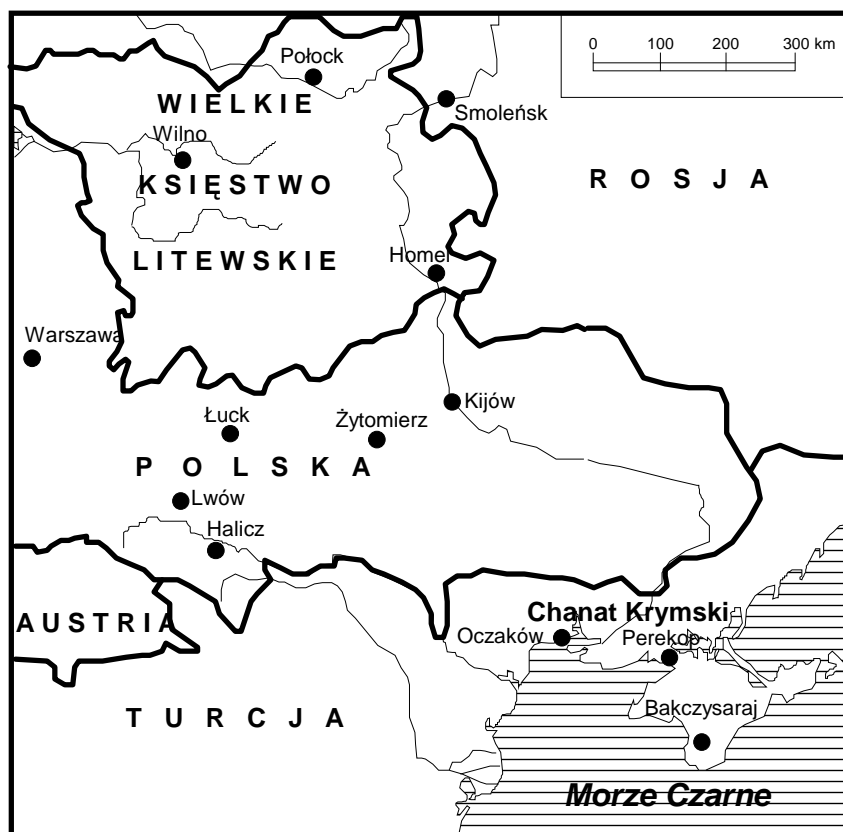 Połock
0 100 200 300 km
WIELKIE
Smoleńsk
Wilno
KSIĘSTWO
ROSJA
LITEWSKIE
Homel
Warszawa
Kijów
Łuck
Żytomierz
POLSKA
Lwów
Halicz
AUSTRIA
Chanat Krymski
Oczaków
Perekop
Bakczysaraj
TURCJA
Morze Czarne